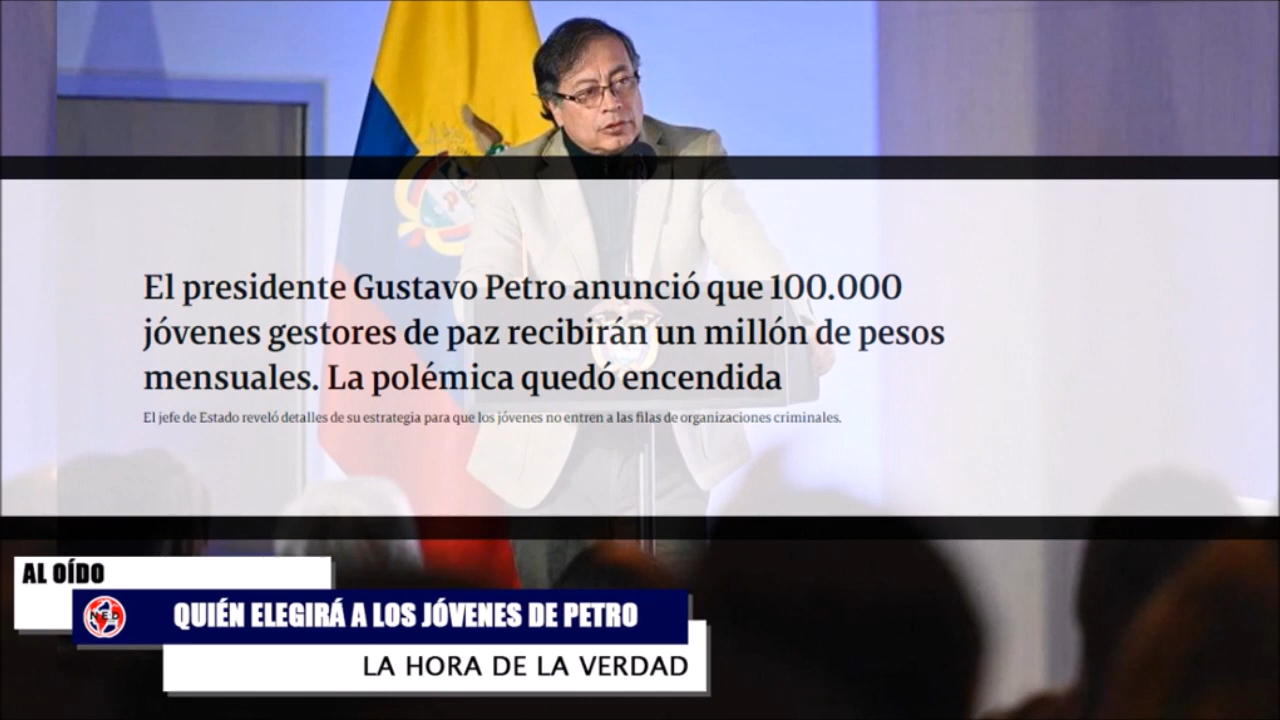 El presidente Gustavo Petro anunció que 100.000
jóvenes gestores de paz recibirán un millón de pesos
mensuales. La polémica quedó encendida
El jefe de Estado reveló detalles de su estrategia para que los jóvenes no entren a las filas de organizaciones criminales.
AL OÍDO
QUIÉN ELEGIRÁ A LOS JÓVENES DE PETRO
LA HORA DE LA VERDAD